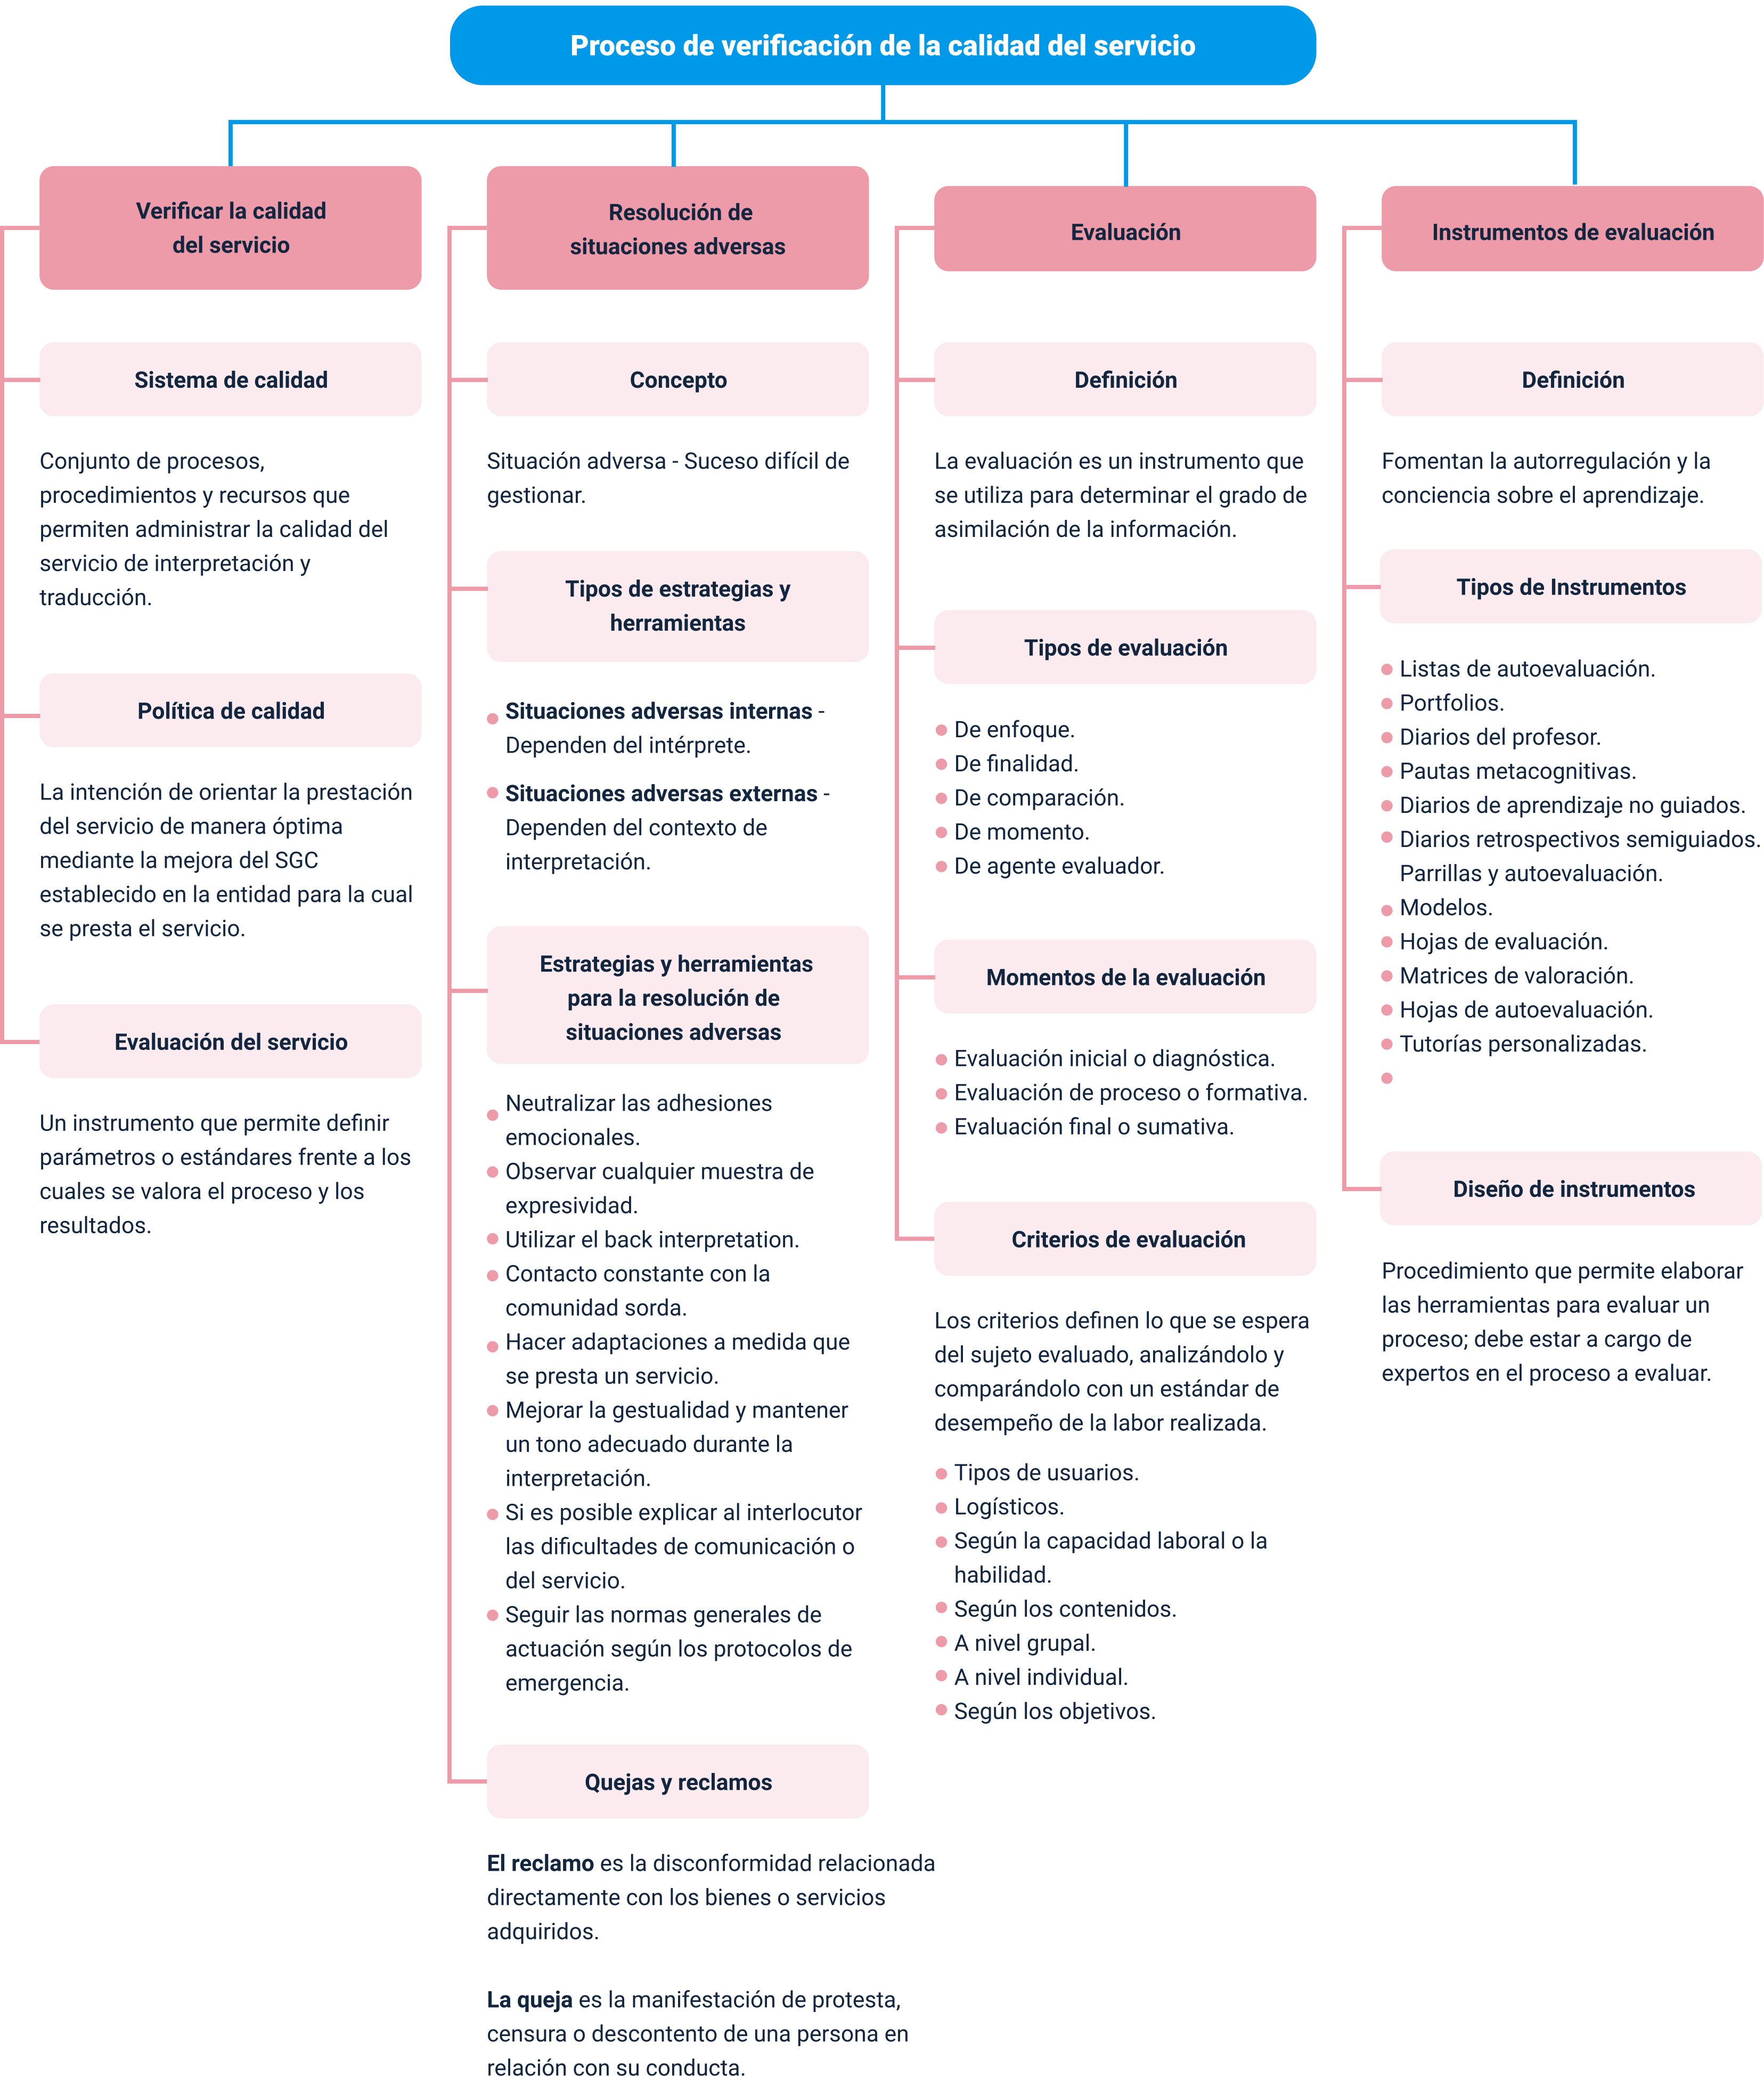 Proceso de verificación de la calidad del servicio
Verificar la calidad
del servicio
Sistema de calidad
Conjunto de procesos,
procedimientos y recursos que
permiten administrar la calidad del
servicio de interpretación y
traducción.
Política de calidad
La intención de orientar la prestación
del servicio de manera óptima
mediante la mejora del SGC
establecido en la entidad para la cual
se presta el servicio.
Evaluación del servicio
Un instrumento que permite definir
parámetros o estándares frente a los
cuales se valora el proceso y los
resultados.
Resolución de
situaciones adversas
Concepto
Situación adversa - Suceso difícil de
gestionar.
Tipos de estrategias y
herramientas
Situaciones adversas internas -
Dependen del intérprete.
Situaciones adversas externas -
Dependen del contexto de
interpretación.
Estrategias y herramientas
para la resolución de
situaciones adversas
Neutralizar las adhesiones
emocionales.
Observar cualquier muestra de
expresividad.
Utilizar el back interpretation.
Contacto constante con la
comunidad sorda.
Hacer adaptaciones a medida que
se presta un servicio.
Mejorar la gestualidad y mantener
un tono adecuado durante la
interpretación.
Si es posible explicar al interlocutor
las dificultades de comunicación o
del servicio.
Seguir las normas generales de
actuación según los protocolos de
emergencia.
Quejas y reclamos
El reclamo es la disconformidad relacionada
directamente con los bienes o servicios
adquiridos.
La queja es la manifestación de protesta,
censura o descontento de una persona en
relación con su conducta.
Evaluación
Definición
La evaluación es un instrumento que
se utiliza para determinar el grado de
asimilación de la información.
Tipos de evaluación
De enfoque.
De finalidad.
De comparación.
De momento.
De agente evaluador.
Momentos de la evaluación
Evaluación inicial o diagnóstica.
Evaluación de proceso o formativa.
Evaluación final o sumativa.
Criterios de evaluación
Los criterios definen lo que se espera
del sujeto evaluado, analizándolo y
comparándolo con un estándar de
desempeño de la labor realizada.
Tipos de usuarios.
Logísticos.
Según la capacidad laboral o la
habilidad.
Según los contenidos.
A nivel grupal.
A nivel individual.
Según los objetivos.
Instrumentos de evaluación
Definición
Fomentan la autorregulación y la
conciencia sobre el aprendizaje.
Tipos de Instrumentos
Listas de autoevaluación.
Portfolios.
Diarios del profesor.
Pautas metacognitivas.
Diarios de aprendizaje no guiados.
Diarios retrospectivos semiguiados.
Parrillas y autoevaluación.
Modelos.
Hojas de evaluación.
Matrices de valoración.
Hojas de autoevaluación.
Tutorías personalizadas.
Diseño de instrumentos
Procedimiento que permite elaborar
las herramientas para evaluar un
proceso; debe estar a cargo de
expertos en el proceso a evaluar.